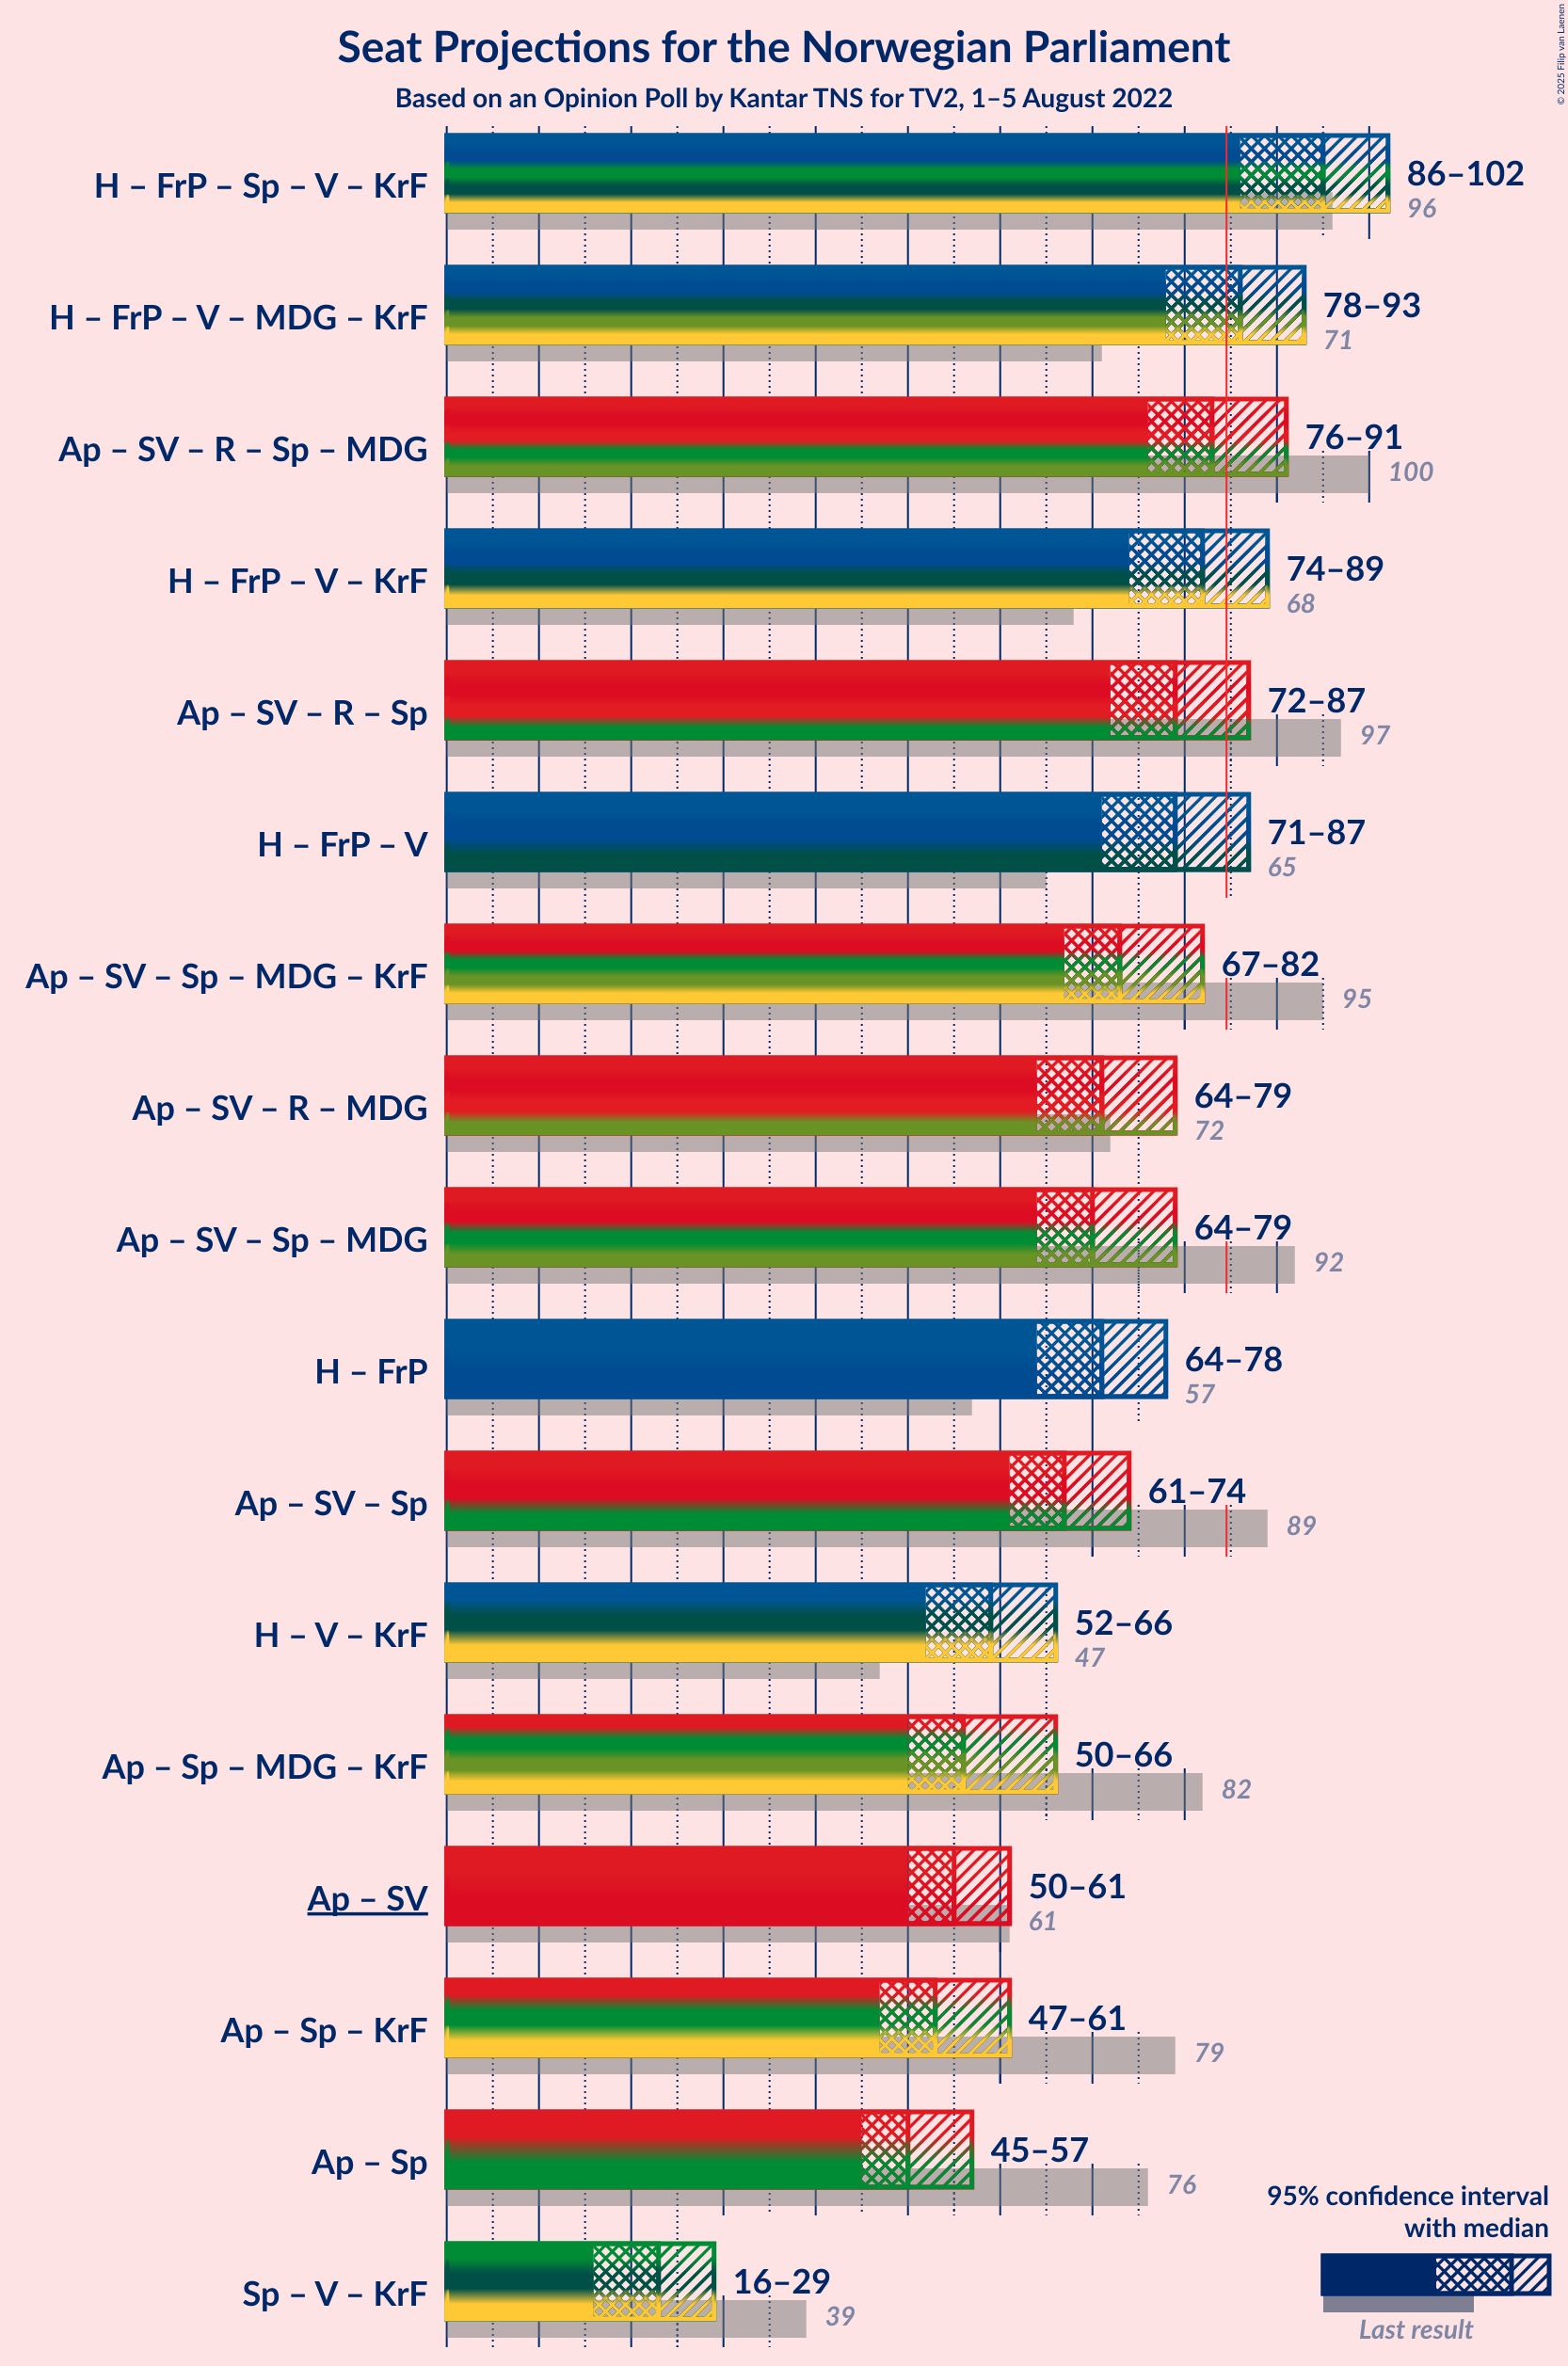 Seat Projections for the Norwegian Parliament
Based on an Opinion Poll by Kantar TNS for TV2, 1–5 August 2022
© 2025 Filip van Laenen
H – FrP – Sp – V – KrF
86–102
96
H – FrP – V – MDG – KrF
78–93
71
Ap – SV – R – Sp – MDG
76–91
100
H – FrP – V – KrF
74–89
68
Ap – SV – R – Sp
72–87
97
H – FrP – V
71–87
65
Ap – SV – Sp – MDG – KrF
67–82
95
Ap – SV – R – MDG
64–79
72
Ap – SV – Sp – MDG
64–79
92
H – FrP
64–78
57
Ap – SV – Sp
61–74
89
H – V – KrF
52–66
47
Ap – Sp – MDG – KrF
50–66
82
Ap – SV
50–61
61
Ap – Sp – KrF
47–61
79
Ap – Sp
45–57
76
Sp – V – KrF
16–29
39
95% confidence interval
with median
Last result